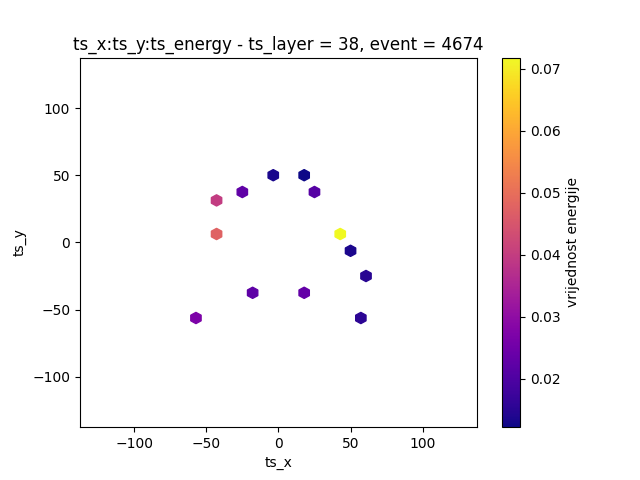 ts_x:ts_y:ts_energy - ts_layer = 38, event = 4674
100
50
0
−50
−100
ts_y
−100 −50 0 50 100
ts_x
0.07
0.06
0.05
0.04
0.03
0.02
vrijednost energije